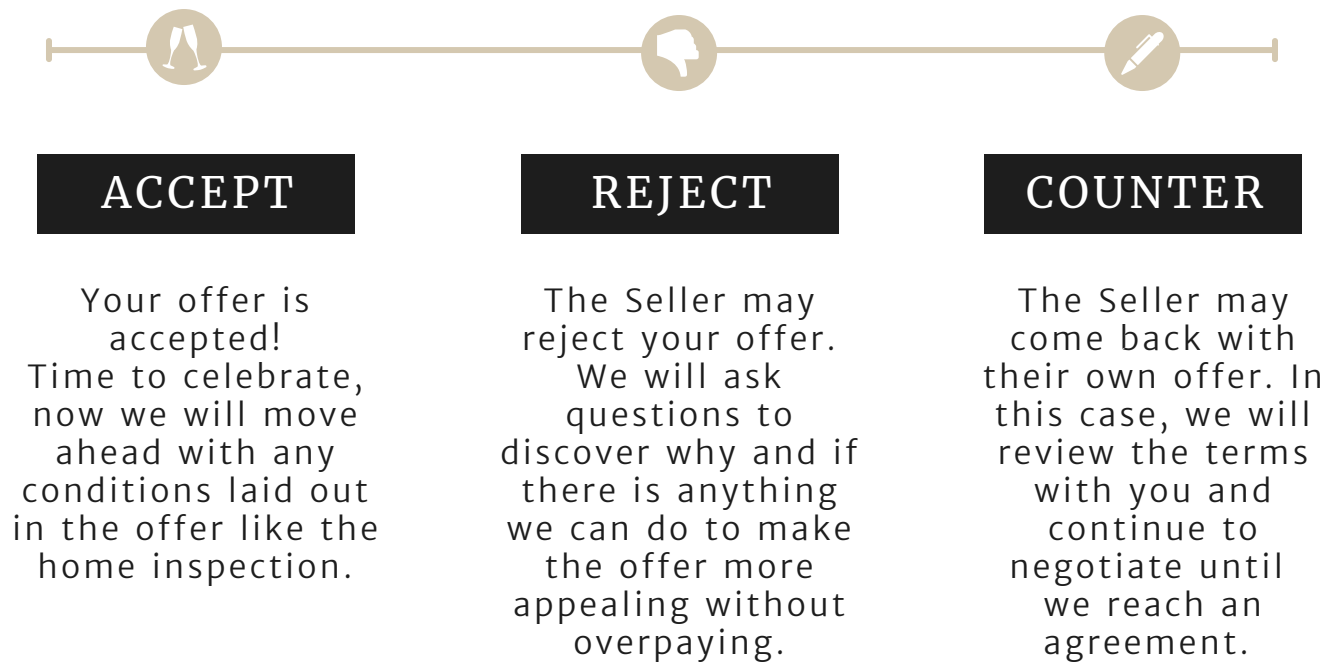 ACCEPT
Your offer is
accepted!
Time to celebrate,
now we will move
ahead with any
conditions laid out
in the offer like the
home inspection.
REJECT
The Seller may
reject your offer.
We will ask
questions to
discover why and if
there is anything
we can do to make
the offer more
appealing without
overpaying.
COUNTER
The Seller may
come back with
their own offer. In
this case, we will
review the terms
with you and
continue to
negotiate until
we reach an
agreement.